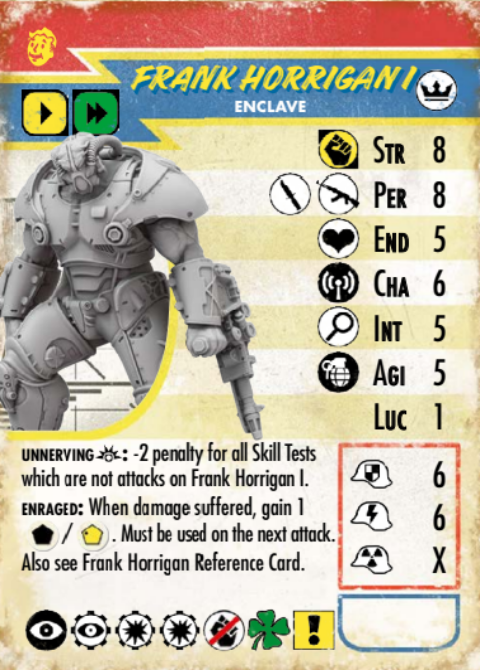 FRANK HORRIGAN I
ENCLAVE
STR 8
PER 8
END 5
CHA 6
INT 5
AGI 5
LUC 1
UNNERVING : -2 penalty for all Skill Tests
which are not attacks on Frank Horrigan I.
ENRAGED: When damage suffered, gain 1
/ . Must be used on the next attack.
Also see Frank Horrigan Reference Card.
6
6
X
!